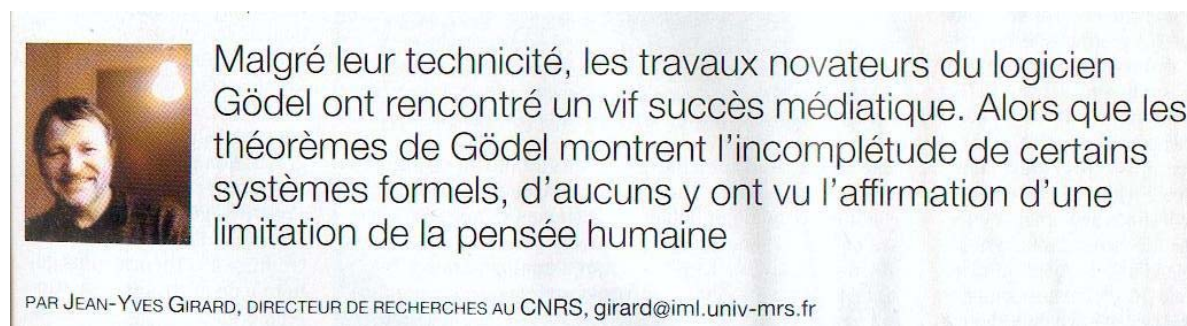 Malgré leur technicité, les travaux novateurs du logicien
Gödel ont rencontré un vif succès médiatique. Alors que les
théorèmes de Gödel montrent l'incomplétude de certains
systèmes formels, d'aucuns y ont vu l'affirmation d'une
limitation de la pensée humaine
PAR JEAN-YVES GIRARD, DIRECTEUR DE RECHERCHES AU CNRS, girard@iml.univ-mrs.fr